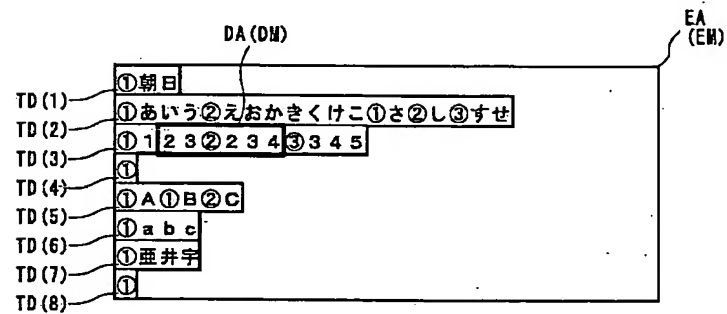 DA(DM)
EA
(EM)
TD(1) ①朝日
TD(2) ①あいう②えおかきくけこ①さ②し③すせ
TD(3) ①123②234③345
TD(4) ①
TD(5) ①A①B②C
TD(6) ①abc
TD(7) ①亜井宇
TD(8) ①